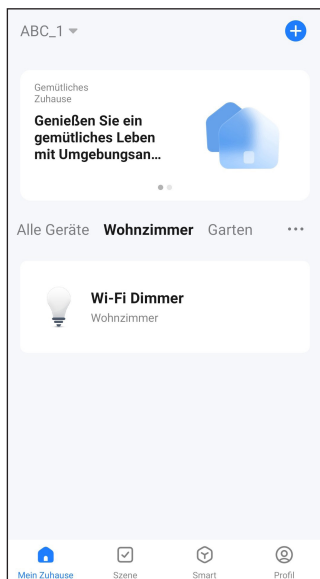 ABC_1
Gemütliches
Zuhause
Genießen Sie ein
gemütliches Leben
mit Umgebungsan...
Alle Geräte Wohnzimmer Garten
Wi-Fi Dimmer
Wohnzimmer
Mein Zuhause Szene Smart Profil